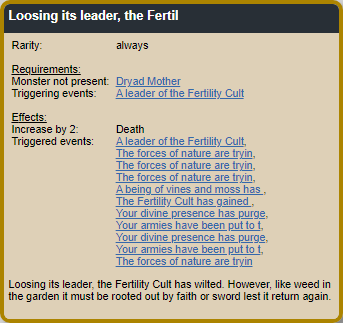 Loosing its leader, the Fertil
Rarity: always
Requirements:
Monster not present: Dryad Mother
Triggering events: A leader of the Fertility Cult
Effects:
Increase by 2: Death
Triggered events: A leader of the Fertility Cult,
The forces of nature are tryin,
The forces of nature are tryin,
The forces of nature are tryin,
A being of vines and moss has ,
The Fertility Cult has gained ,
Your divine presence has purge,
Your armies have been put to t,
Your divine presence has purge,
Your armies have been put to t,
The forces of nature are tryin
Loosing its leader, the Fertility Cult has wilted. However, like weed in
the garden it must be rooted out by faith or sword lest it return again.